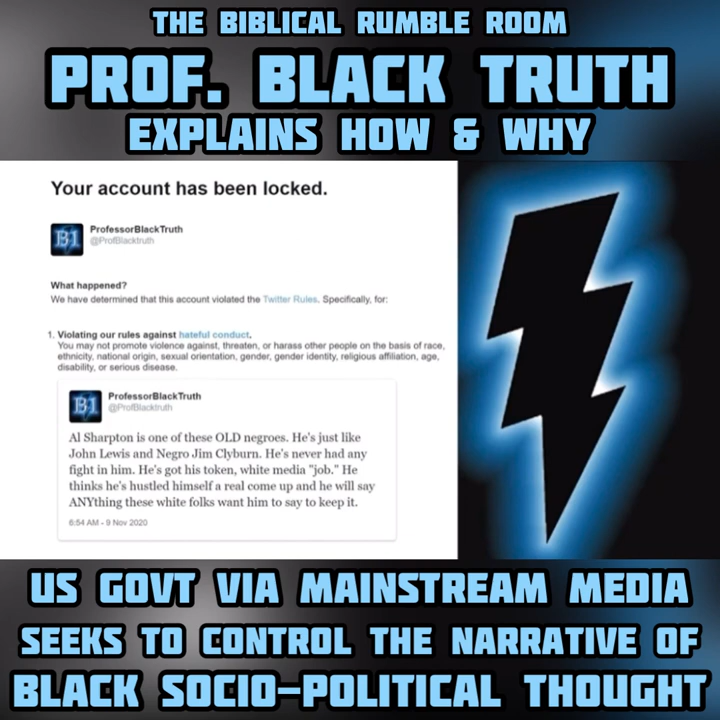 THE BIBLICAL RUMBLE ROOM
PROF. BLACK TRUTH
EXPLAINS HOW & WHY
Your account has been locked.
B1
ProfessorBlackTruth
@ProfBlacktruth
What happened?
We have determined that this account violated the Twitter Rules. Specifically, for:
1. Violating our rules against hateful conduct.
You may not promote violence against, threaten, or harass other people on the basis of race,
ethnicity, national origin, sexual orientation, gender, gender identity, religious affiliation, age,
disability, or serious disease.
B1
ProfessorBlackTruth
@ProfBlacktruth
Al Sharpton is one of these OLD negroes. He's just like
John Lewis and Negro Jim Clyburn. He's never had any
fight in him. He's got his token, white media "job." He
thinks he's hustled himself a real come up and he will say
ANYthing these white folks want him to say to keep it.
6:54 AM - 9 Nov 2020
US GOVT VIA MAINSTREAM MEDIA
SEEKS TO CONTROL THE NARRATIVE OF
BLACK SOCIO-POLITICAL THOUGHT